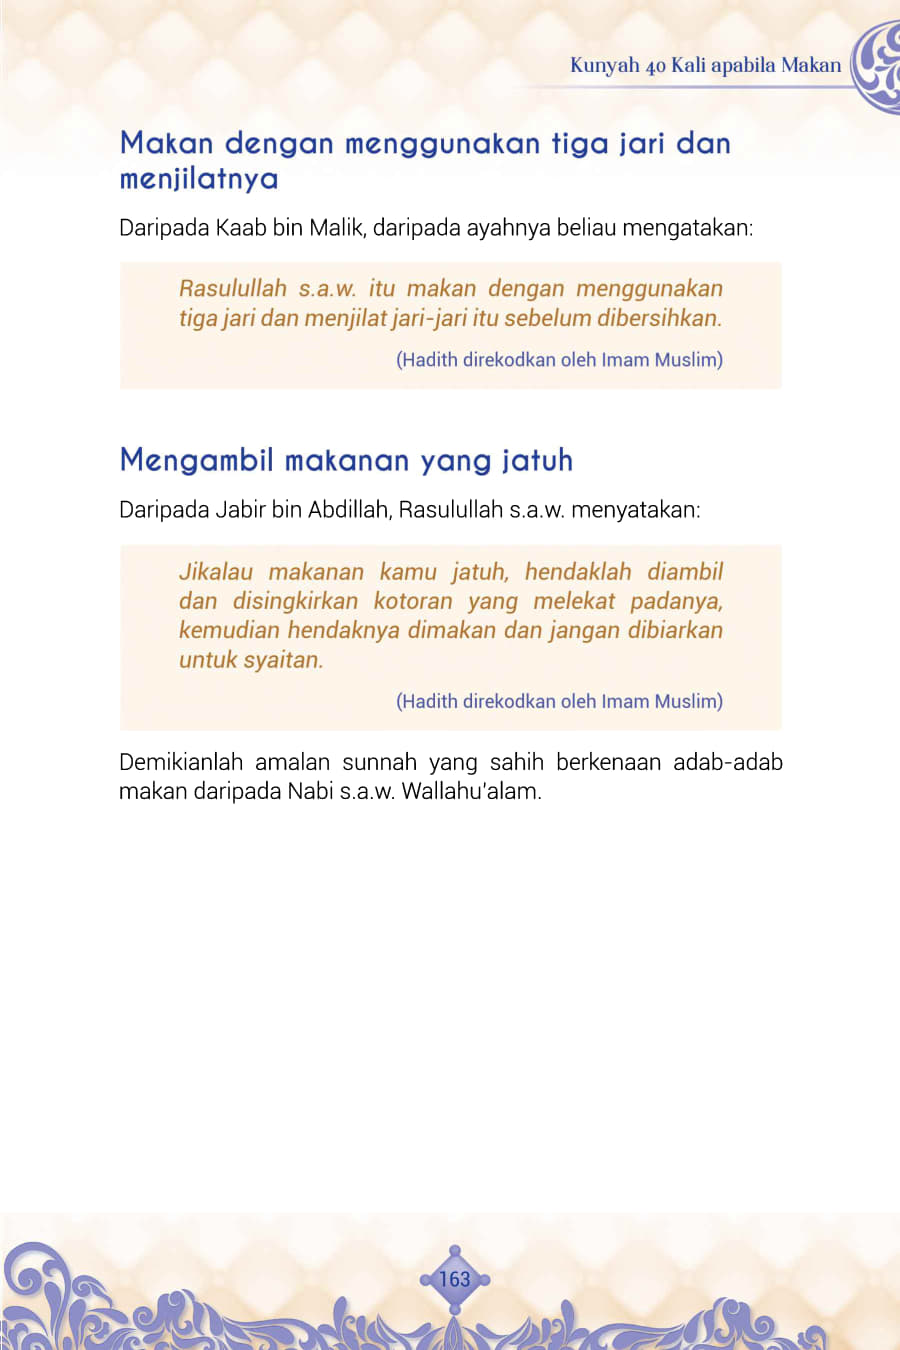 Kunyah 40 Kali apabila Makan
Makan dengan menggunakan tiga jari dan
menjilatnya
Daripada Kaab bin Malik, daripada ayahnya beliau mengatakan:
Rasulullah s.a.w. itu makan dengan menggunakan
tiga jari dan menjilat jari-jari itu sebelum dibersihkan.
(Hadith direkodkan oleh Imam Muslim)
Mengambil makanan yang jatuh
Daripada Jabir bin Abdillah, Rasulullah s.a.w. menyatakan:
Jikalau makanan kamu jatuh, hendaklah diambil
dan disingkirkan kotoran yang melekat padanya,
kemudian hendaknya dimakan dan jangan dibiarkan
untuk syaitan.
(Hadith direkodkan oleh Imam Muslim)
Demikianlah amalan sunnah yang sahih berkenaan adab-adab
makan daripada Nabi s.a.w. Wallahu'alam.
163